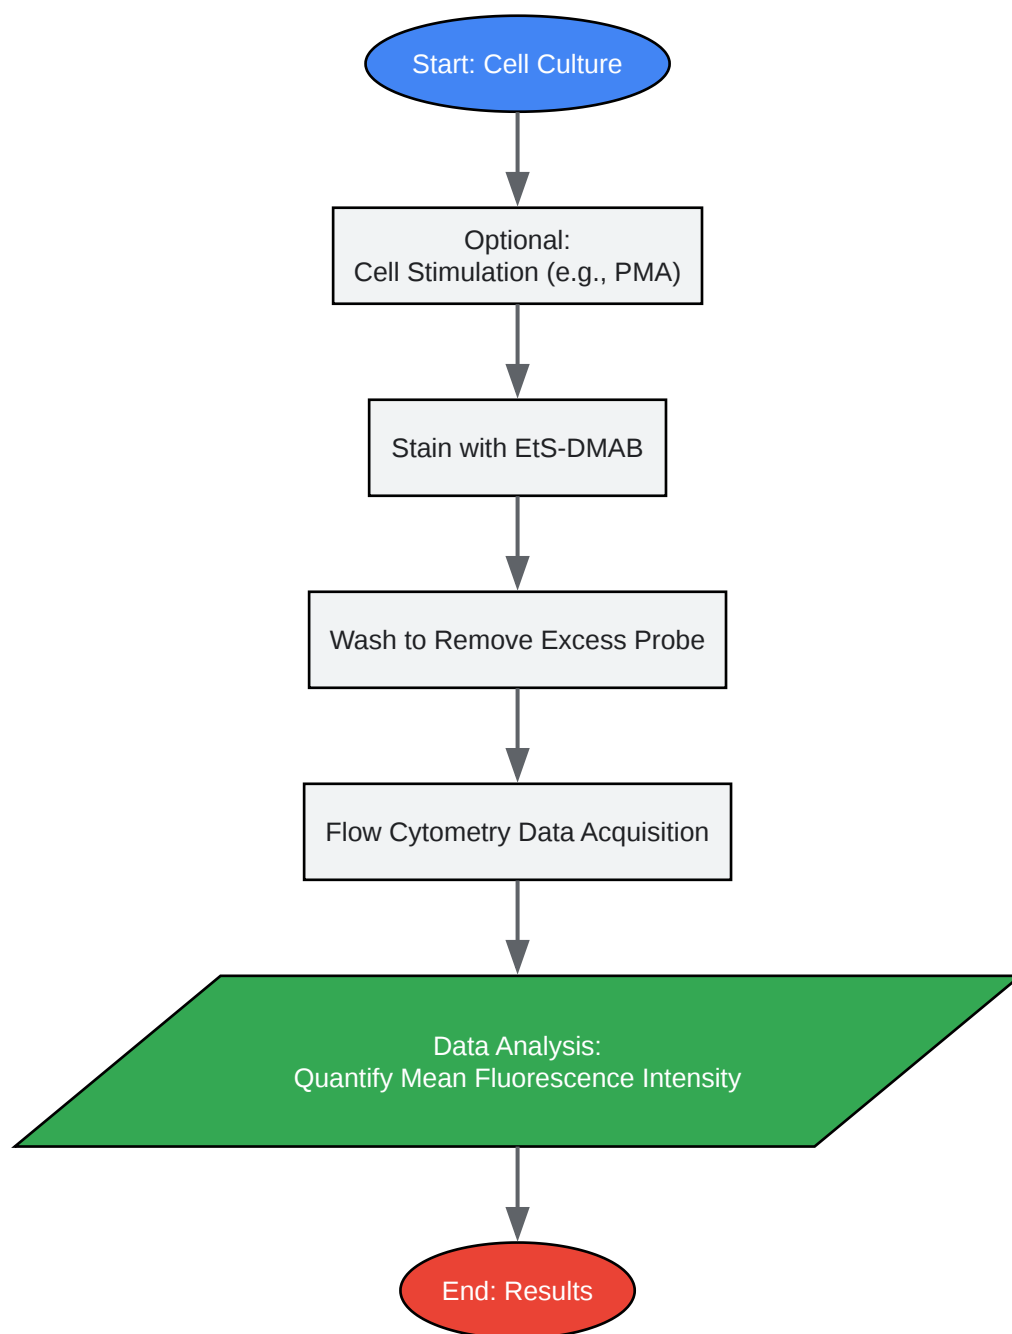 Start: Cell Culture
Optional:
Cell Stimulation (e.g., PMA)
Stain with EtS-DMAB
Wash to Remove Excess Probe
Flow Cytometry Data Acquisition
Data Analysis:
Quantify Mean Fluorescence Intensity
End: Results